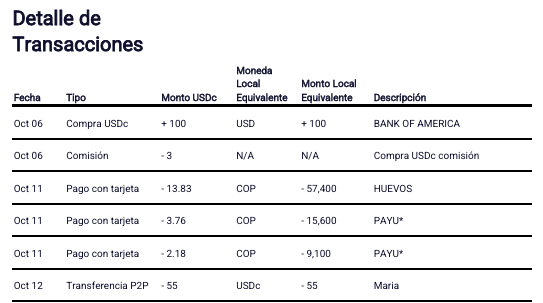 Detalle de
Transacciones
Fecha Tipo Monto USDc Moneda Local Equivalente Monto Local Equivalente Descripción
Oct 06 Compra USDc + 100 USD + 100 BANK OF AMERICA
Oct 06 Comisión - 3 N/A N/A Compra USDc comisión
Oct 11 Pago con tarjeta - 13.83 COP - 57,400 HUEVOS
Oct 11 Pago con tarjeta - 3.76 COP - 15,600 PAYU*
Oct 11 Pago con tarjeta - 2.18 COP - 9,100 PAYU*
Oct 12 Transferencia P2P - 55 USDc - 55 Maria